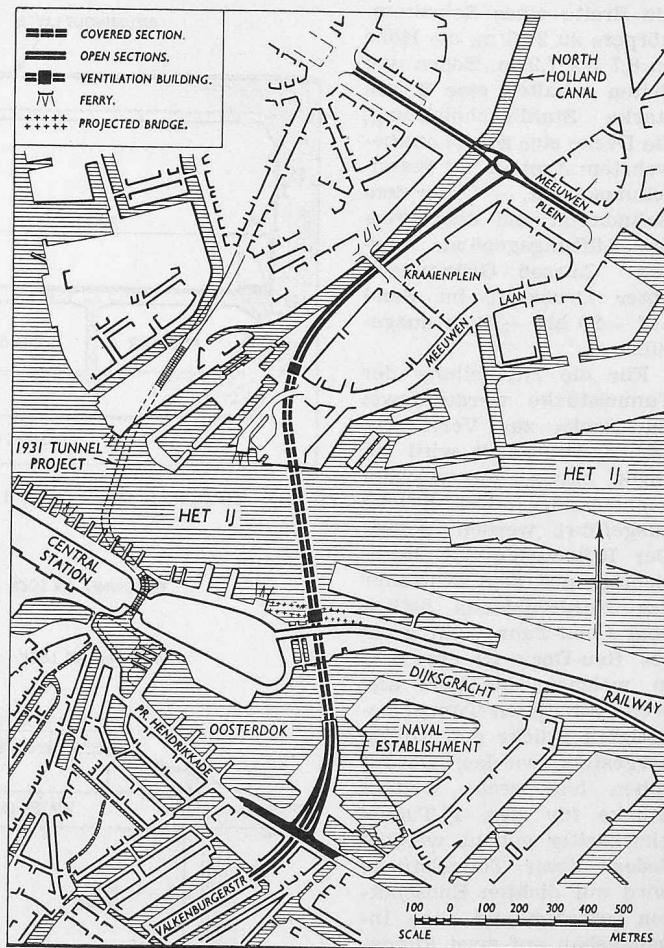 COVERED SECTION.
OPEN SECTIONS.
VENTILATION BUILDING.
FERRY.
PROJECTED BRIDGE.
NORTH
HOLLAND
CANAL
MEEUWEN
PLEIN
KRAAIENPLEIN
LAAN
MEEUWEN
1931 TUNNEL
PROJECT
HET IJ
HET IJ
CENTRAL
STATION
DIJKSGRACHT
RAILWAY
OOSTERDOK
NAVAL
ESTABLISHMENT
PR. HENDRIKKADE
VALKENBURGERSTR.
100 0 100 200 300 400 500
SCALE METRES